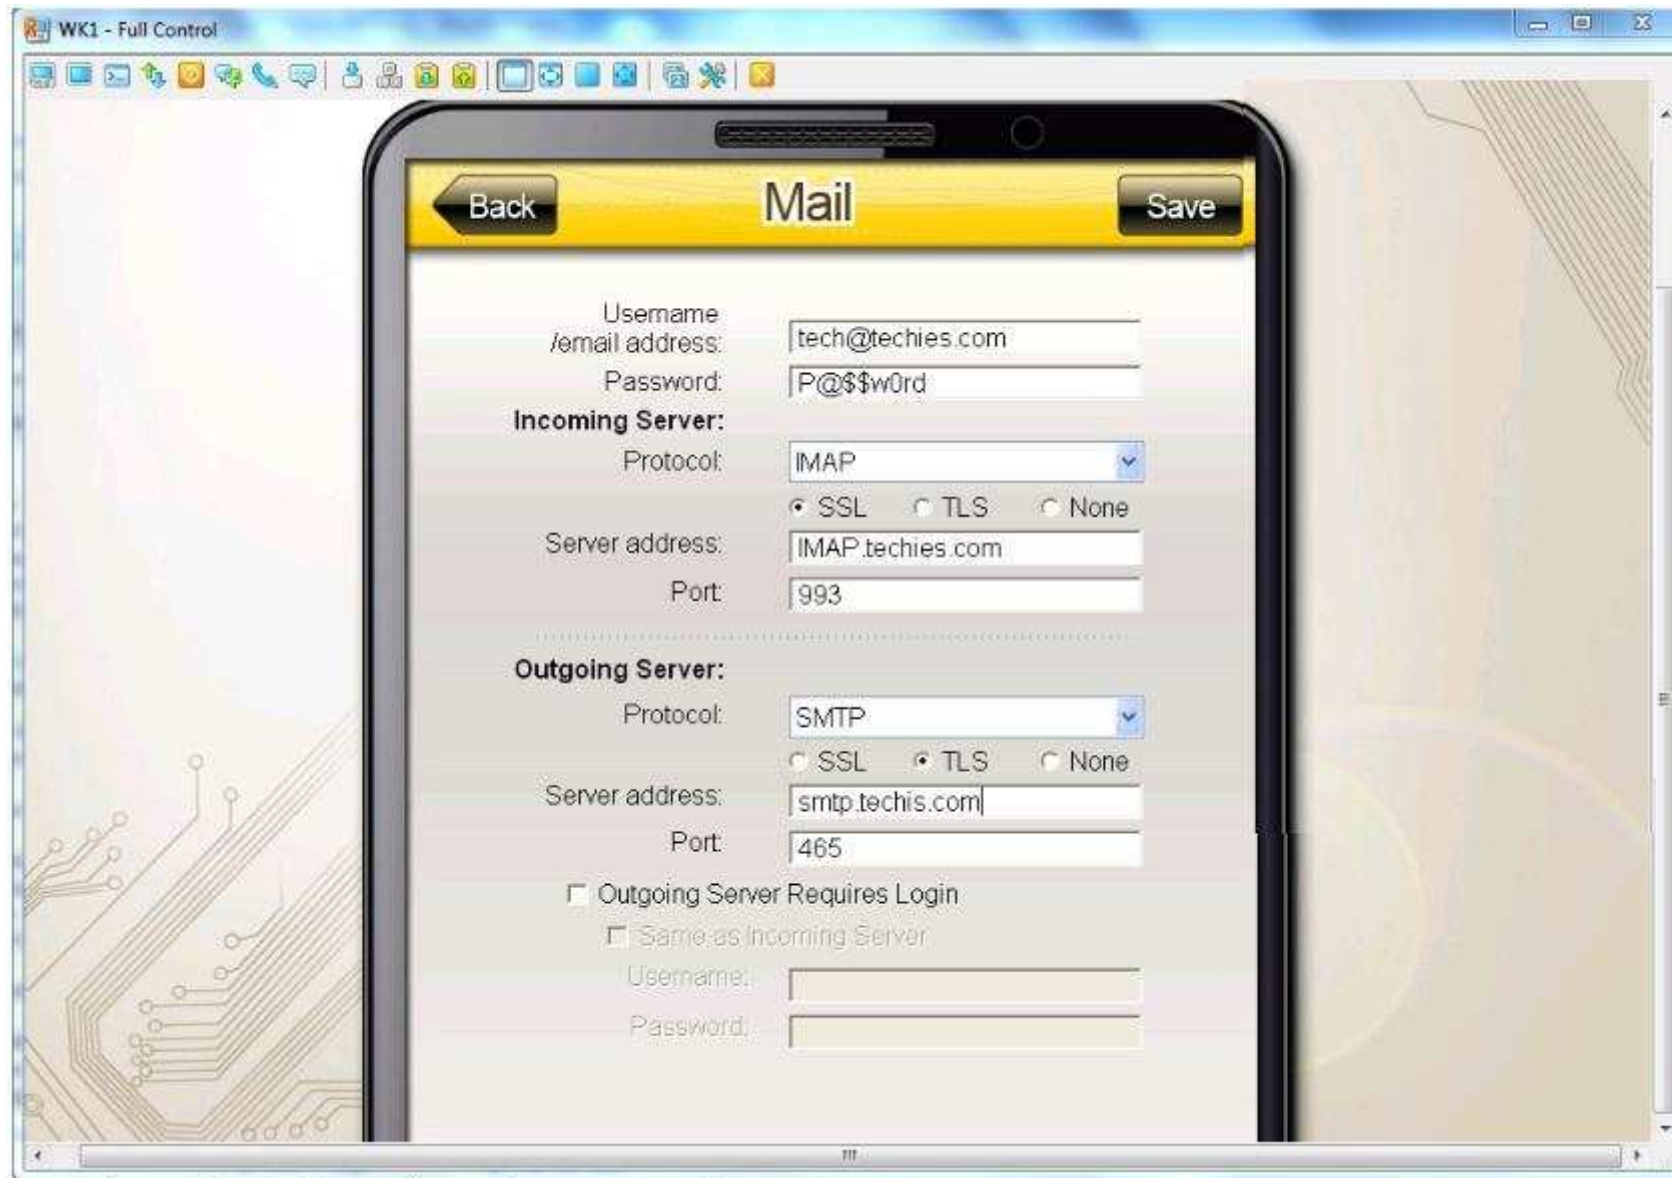 WK1 - Full Control
Back
Mail
Save
Username
/email address:
tech@techies.com
Password:
P@$$w0rd
Incoming Server:
Protocol:
IMAP
SSL TLS None
Server address:
IMAP.techies.com
Port:
993
Outgoing Server:
Protocol:
SMTP
SSL TLS None
Server address:
smtp.techis.com
Port:
465
Outgoing Server Requires Login
Same as Incoming Server
Username:
Password: